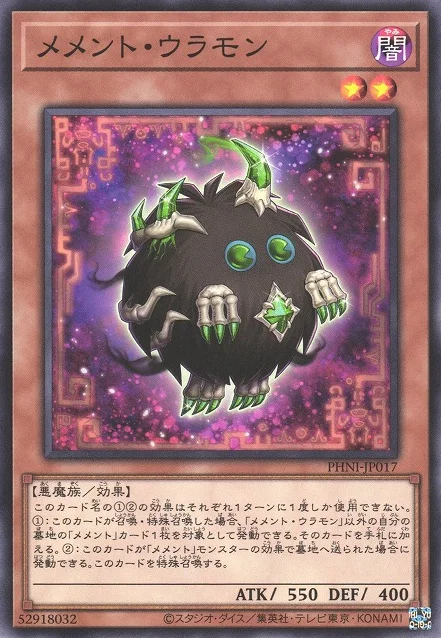 メメント・ウラモン
闇
やみ
PHNI-JP017
【悪魔族／効果】
このカード名の①②の効果はそれぞれ１ターンに１度しか使用できない。
①：このカードが召喚・特殊召喚した場合、「メメント・ウラモン」以外の自分の
墓地の「メメント」カード１枚を対象として発動できる。そのカードを手札に加
える。②：このカードが「メメント」モンスターの効果で墓地へ送られた場合に
発動できる。このカードを特殊召喚する。
ATK/ 550 DEF/ 400
52918032 ©スタジオ・ダイス／集英社・テレビ東京・KONAMI